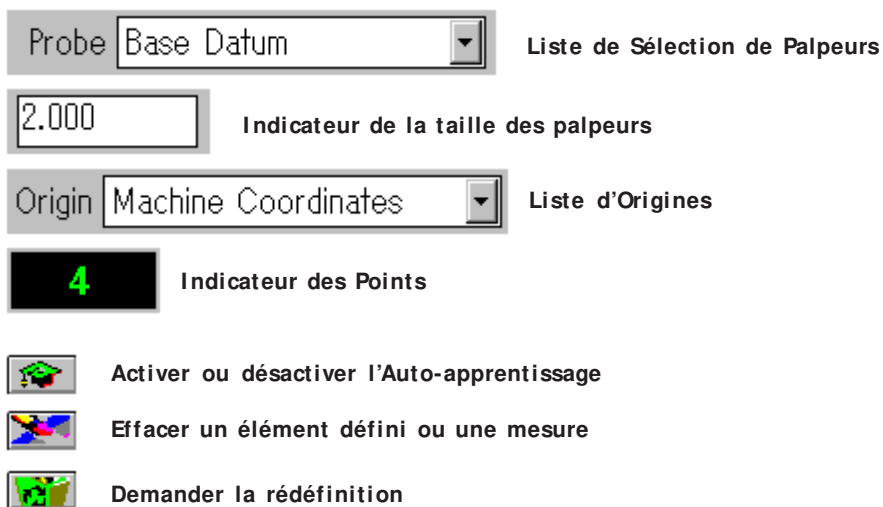 Probe Base Datum Liste de Sélection de Palpeurs
2.000 Indicateur de la taille des palpeurs
Origin Machine Coordinates Liste d’Origines
4 Indicateur des Points
Activer ou désactiver l’Auto-apprentissage
Effacer un élément défini ou une mesure
Demander la rédéfinition